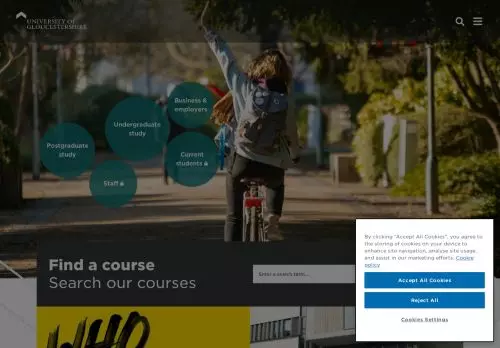 UNIVERSITY OF
GLOUCESTERSHIRE
Business &
employers
Undergraduate
study
Postgraduate
study
Current
students
Staff
Find a course
Search our courses
Enter a search term...
WHO
By clicking "Accept All Cookies", you agree to
the storing of cookies on your device to
enhance site navigation, analyse site usage,
and assist in our marketing efforts. Cookie
policy
Accept All Cookies
Reject All
Cookies Settings